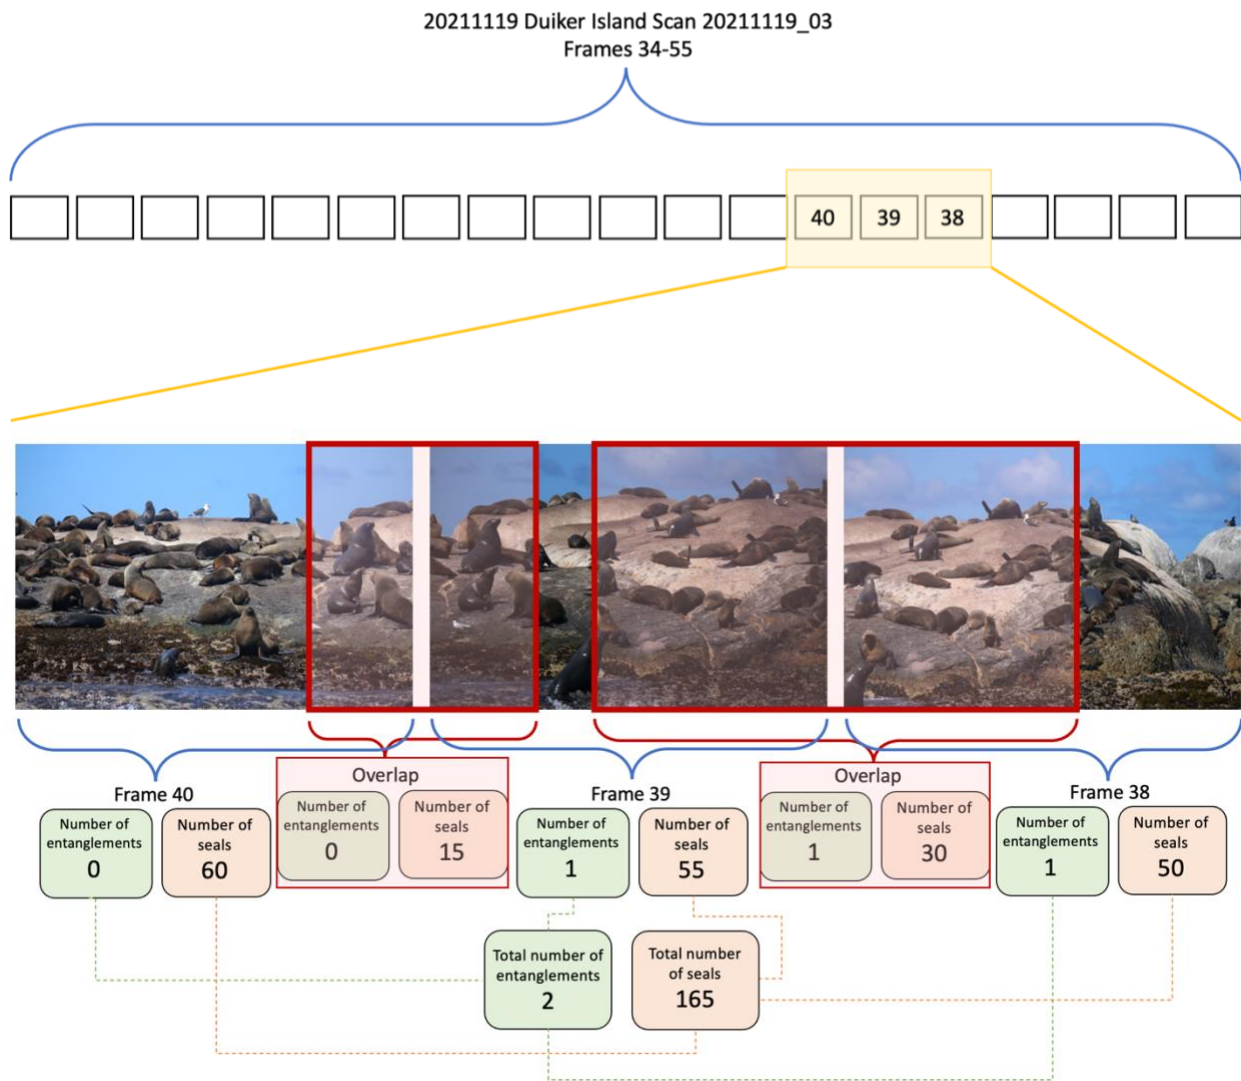 20211119 Duiker Island Scan 20211119_03
Frames 34-55
40 39 38
Frame 40
Number of
entanglements
0
Number of
seals
60
Overlap
Number of
entanglements
0
Number of
seals
15
Frame 39
Number of
entanglements
1
Number of
seals
55
Overlap
Number of
entanglements
1
Number of
seals
30
Frame 38
Number of
entanglements
1
Number of
seals
50
Total number of
entanglements
2
Total number
of seals
165